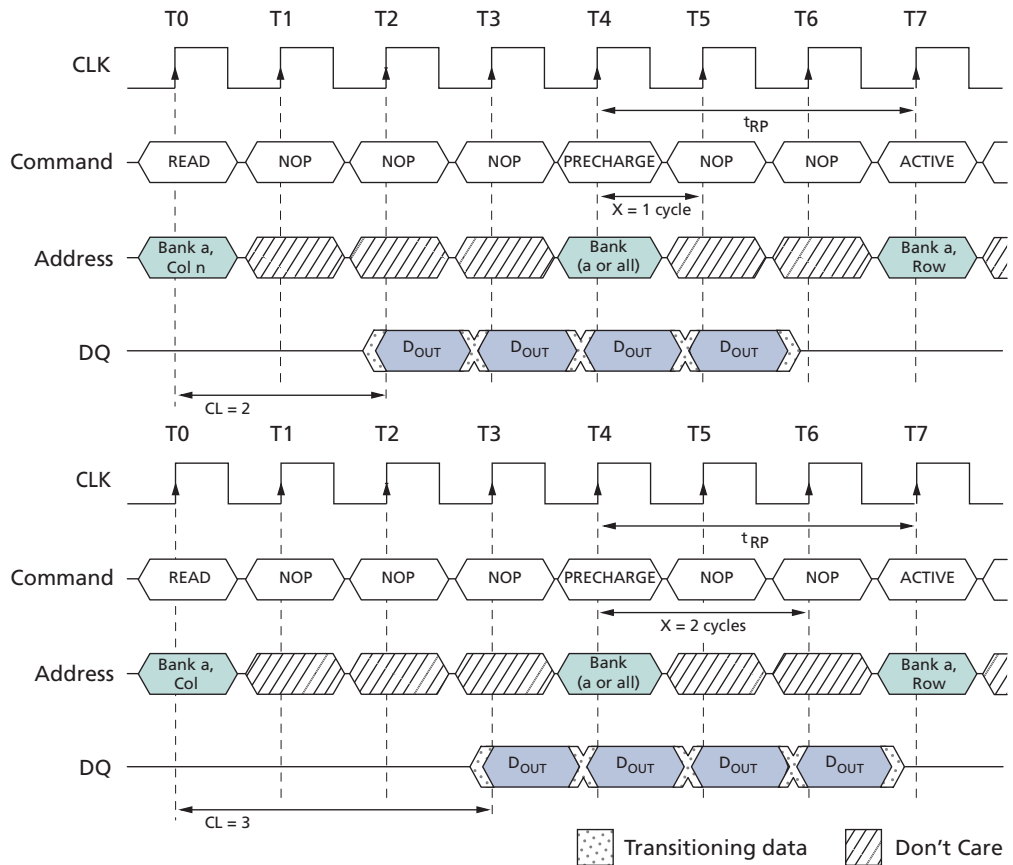 T0 T1 T2 T3 T4 T5 T6 T7
CLK
tRP
Command READ NOP NOP NOP PRECHARGE NOP NOP ACTIVE
X = 1 cycle
Address Bank a, Col n Bank (a or all) Bank a, Row
DQ DOUT DOUT DOUT DOUT
CL = 2
T0 T1 T2 T3 T4 T5 T6 T7
CLK
tRP
Command READ NOP NOP NOP PRECHARGE NOP NOP ACTIVE
X = 2 cycles
Address Bank a, Col Bank (a or all) Bank a, Row
DQ DOUT DOUT DOUT DOUT
CL = 3
Transitioning data Don't Care